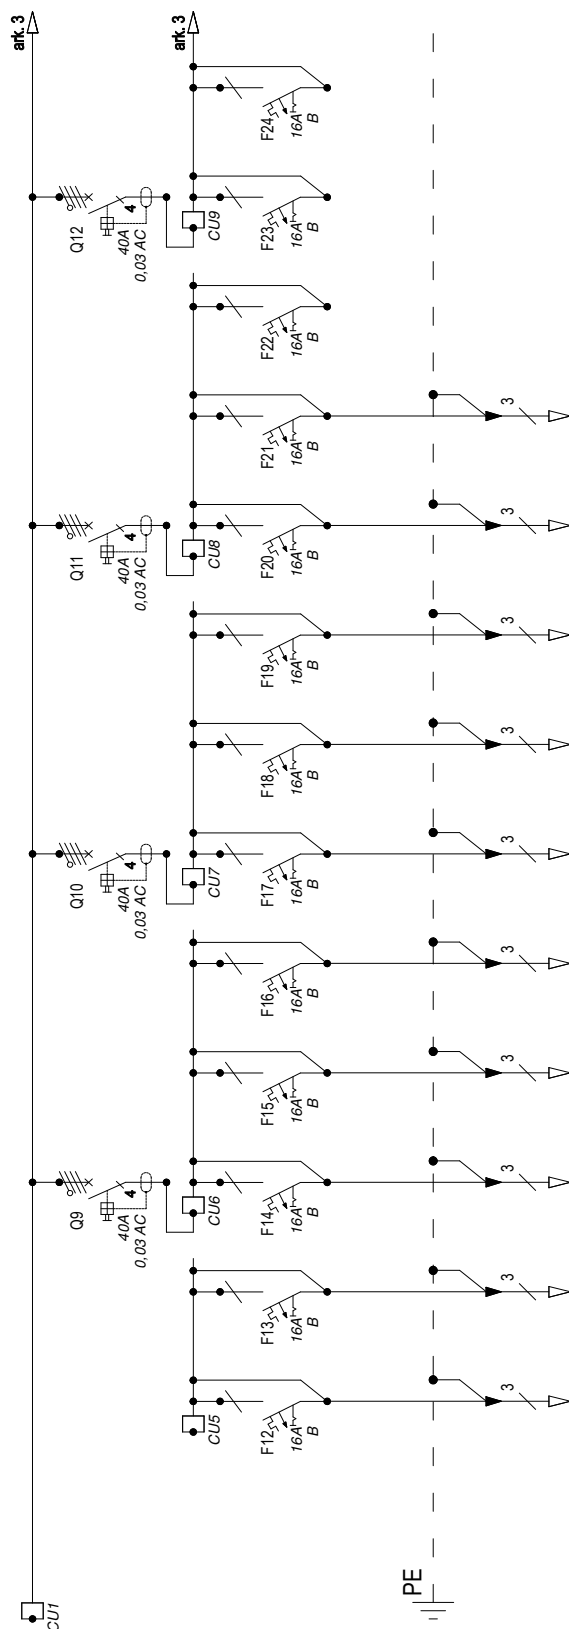 ark. 3
CU1
Q9
4
40A
0,03 AC
Q10
4
40A
0,03 AC
Q11
4
40A
0,03 AC
Q12
4
40A
0,03 AC
ark. 3
CU5
CU6
CU7
CU8
CU9
F12
16A
B
F13
16A
B
F14
16A
B
F15
16A
B
F16
16A
B
F17
16A
B
F18
16A
B
F19
16A
B
F20
16A
B
F21
16A
B
F22
16A
B
F23
16A
B
F24
16A
B
PE
3
3
3
3
3
3
3
3
3
3